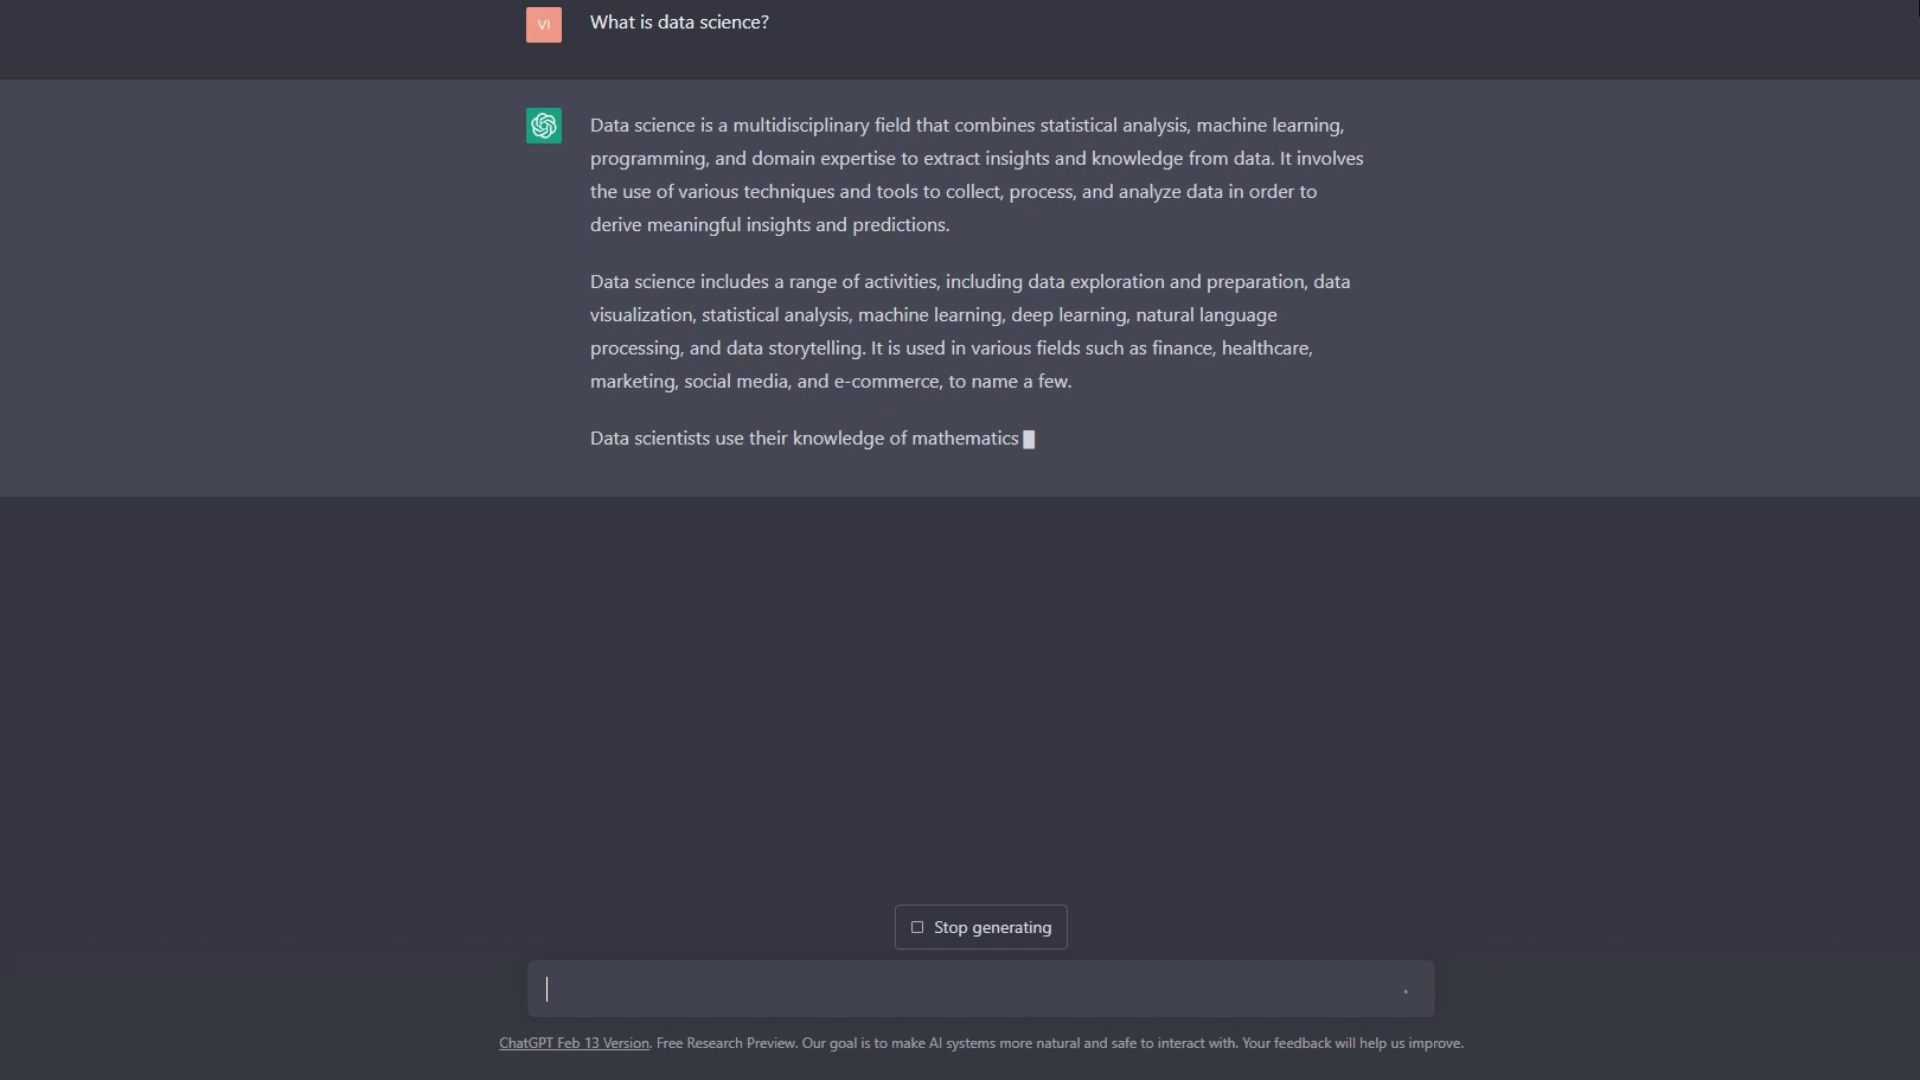 VI
What is data science?
Data science is a multidisciplinary field that combines statistical analysis, machine learning,
programming, and domain expertise to extract insights and knowledge from data. It involves
the use of various techniques and tools to collect, process, and analyze data in order to
derive meaningful insights and predictions.
Data science includes a range of activities, including data exploration and preparation, data
visualization, statistical analysis, machine learning, deep learning, natural language
processing, and data storytelling. It is used in various fields such as finance, healthcare,
marketing, social media, and e-commerce, to name a few.
Data scientists use their knowledge of mathematics
Stop generating
ChatGPT Feb 13 Version. Free Research Preview. Our goal is to make AI systems more natural and safe to interact with. Your feedback will help us improve.